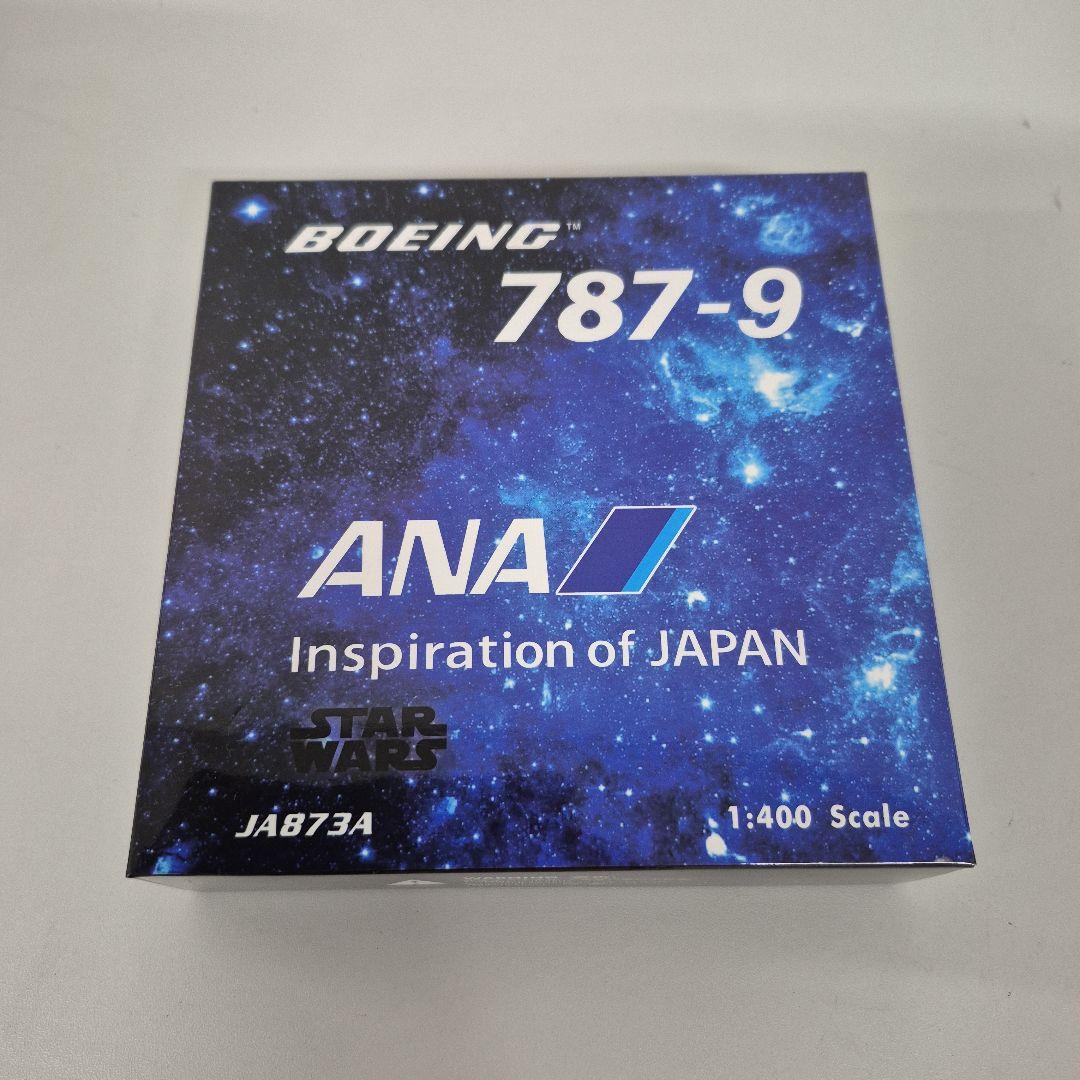 BOEING™
787-9
ANA
Inspiration of JAPAN
STAR
WARS
JA873A
1:400 Scale